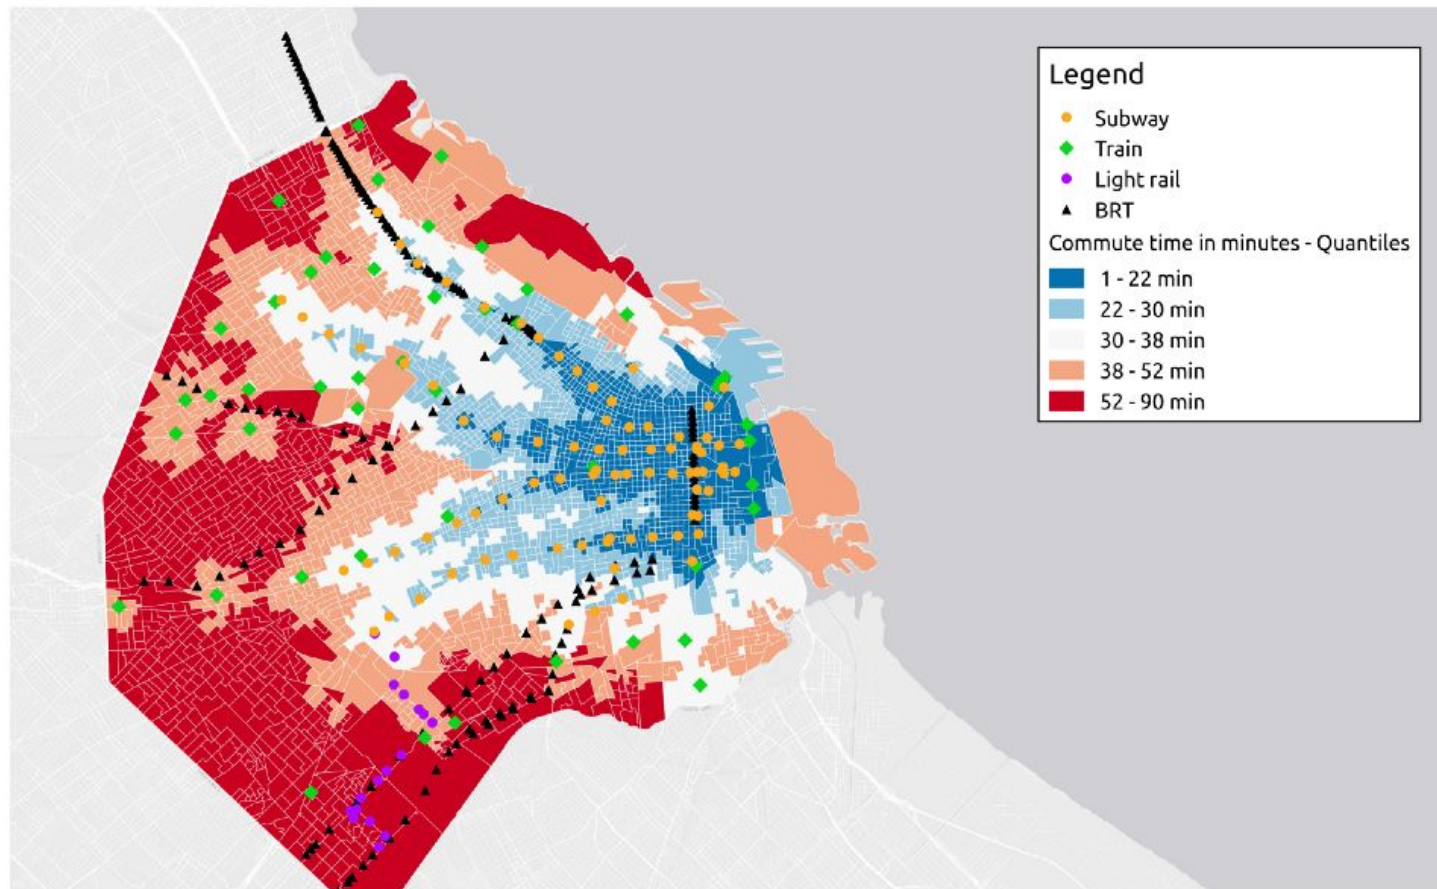 Legend
Subway
Train
Light rail
BRT
Commute time in minutes - Quantiles
1 - 22 min
22 - 30 min
30 - 38 min
38 - 52 min
52 - 90 min